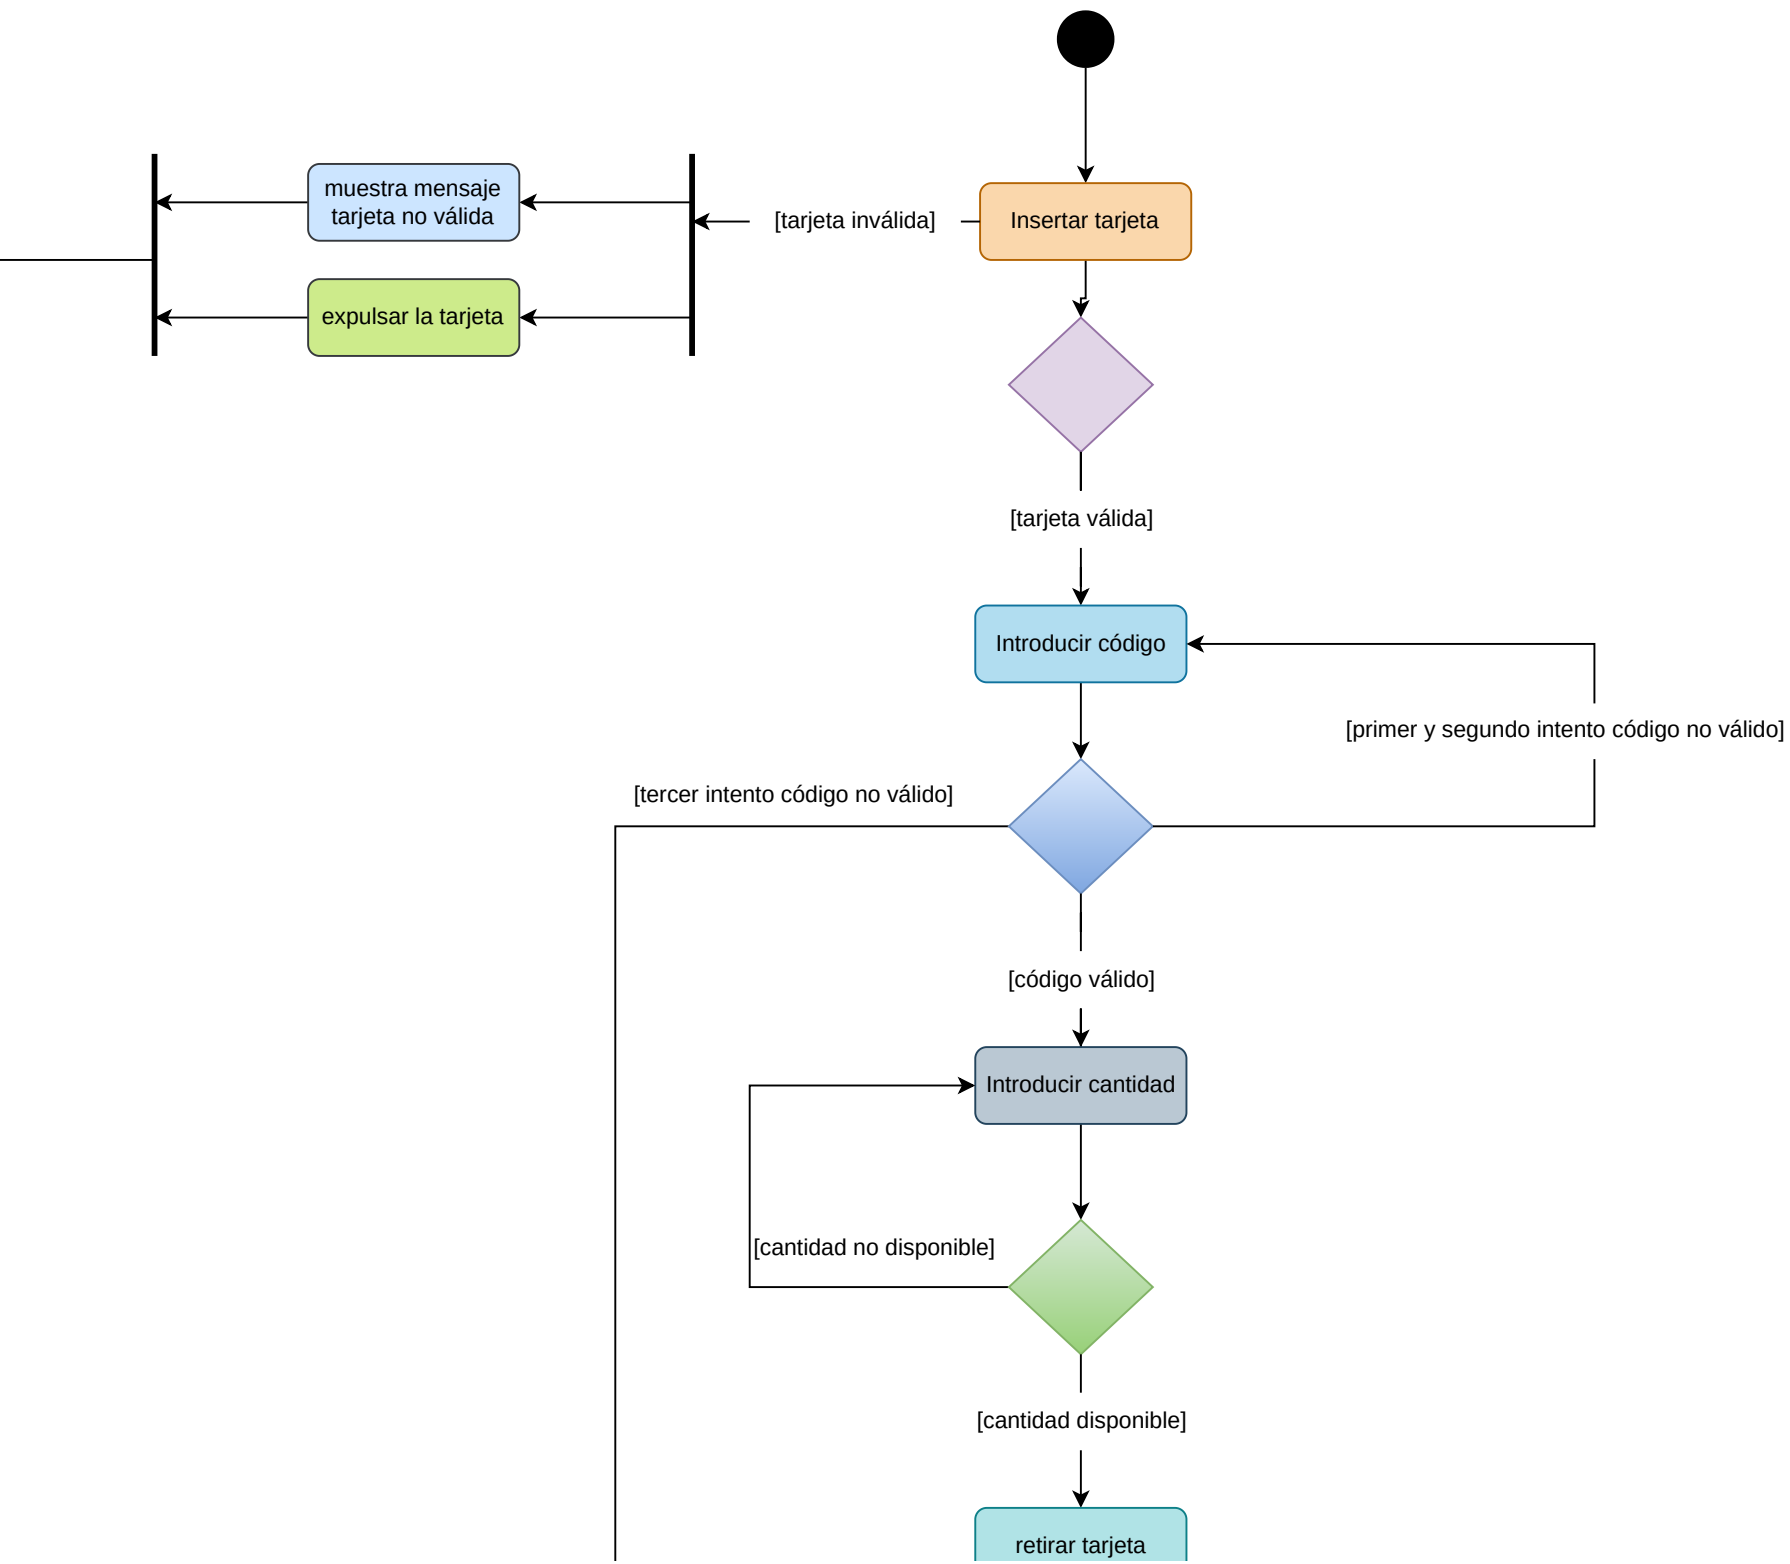 muestra mensaje
tarjeta no válida
[tarjeta inválida]
Insertar tarjeta
expulsar la tarjeta
[tarjeta válida]
Introducir código
[primer y segundo intento código no válido]
[tercer intento código no válido]
[código válido]
Introducir cantidad
[cantidad no disponible]
[cantidad disponible]
retirar tarjeta